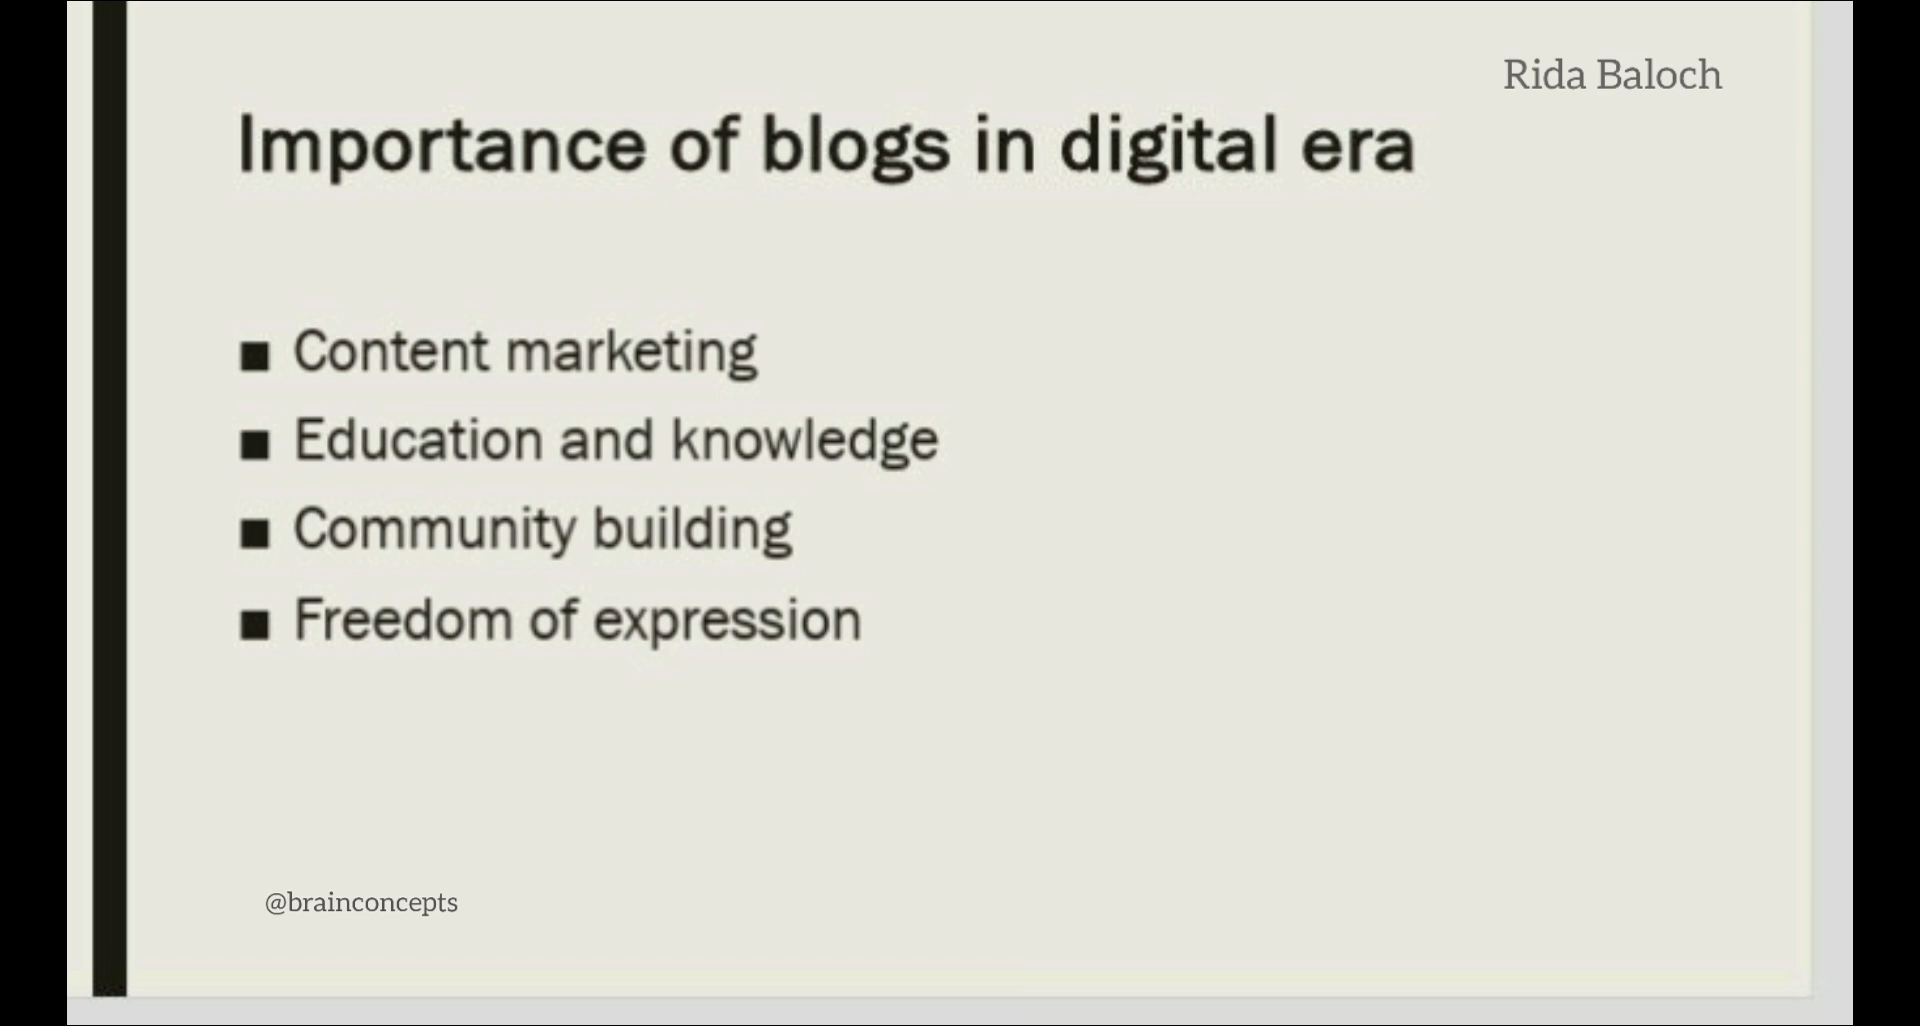 Rida Baloch
Importance of blogs in digital era
■ Content marketing
■ Education and knowledge
■ Community building
■ Freedom of expression
@brainconcepts